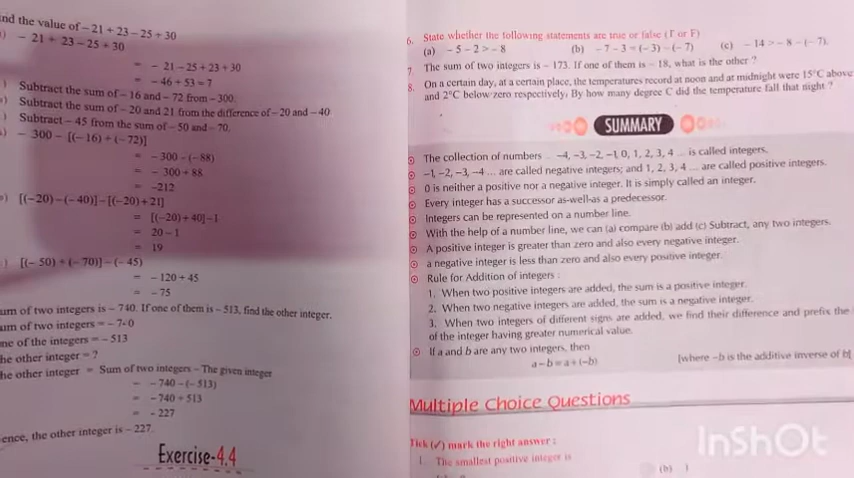 nd the value of – 21 + 23 – 25 + 30
– 21 + 23 – 25 + 30
= – 21 – 25 + 23 + 30
= – 46 + 53 = 7
Subtract the sum of – 16 and – 72 from – 300.
Subtract the sum of – 20 and 21 from the difference of – 20 and – 40
Subtract – 45 from the sum of – 50 and – 70.
– 300 – [(–16) + (– 72)]
= – 300 – (– 88)
= – 300 + 88
= –212
[(–20) – (– 40)] – [(–20) + 21]
= [(–20) + 40] – 1
= 20 – 1
= 19
[(– 50) + (– 70)] – (– 45)
= – 120 + 45
= – 75
um of two integers is – 740. If one of them is – 513, find the other integer.
um of two integers = – 740
ne of the integers = – 513
he other integer = ?
he other integer = Sum of two integers – The given integer
= – 740 – (– 513)
= – 740 + 513
= – 227
ence, the other integer is – 227.
Exercise-4.4
6. State whether the following statements are true or false (T or F)
(a) – 5 – 2 > – 8 (b) – 7 – 3 = (– 3) – (– 7) (c) – 14 > – 8 – (– 7).
7. The sum of two integers is – 173. If one of them is – 18, what is the other ?
8. On a certain day, at a certain place, the temperatures record at noon and at midnight were 15°C above
and 2°C below zero respectively. By how many degree C did the temperature fall that night ?
SUMMARY
The collection of numbers ... –4, –3, –2, –1, 0, 1, 2, 3, 4 ... is called integers.
–1, –2, –3, –4 ... are called negative integers; and 1, 2, 3, 4 ... are called positive integers.
0 is neither a positive nor a negative integer. It is simply called an integer.
Every integer has a successor as-well-as a predecessor.
Integers can be represented on a number line.
With the help of a number line, we can (a) compare (b) add (c) Subtract, any two integers.
A positive integer is greater than zero and also every negative integer.
a negative integer is less than zero and also every positive integer.
Rule for Addition of integers :
1. When two positive integers are added, the sum is a positive integer.
2. When two negative integers are added, the sum is a negative integer.
3. When two integers of different signs are added, we find their difference and prefix the
of the integer having greater numerical value.
If a and b are any two integers, then
a – b = a + (–b) [where –b is the additive inverse of b]
Multiple Choice Questions
Tick (✓) mark the right answer :
1. The smallest positive integer is
(b) 1
InShOt